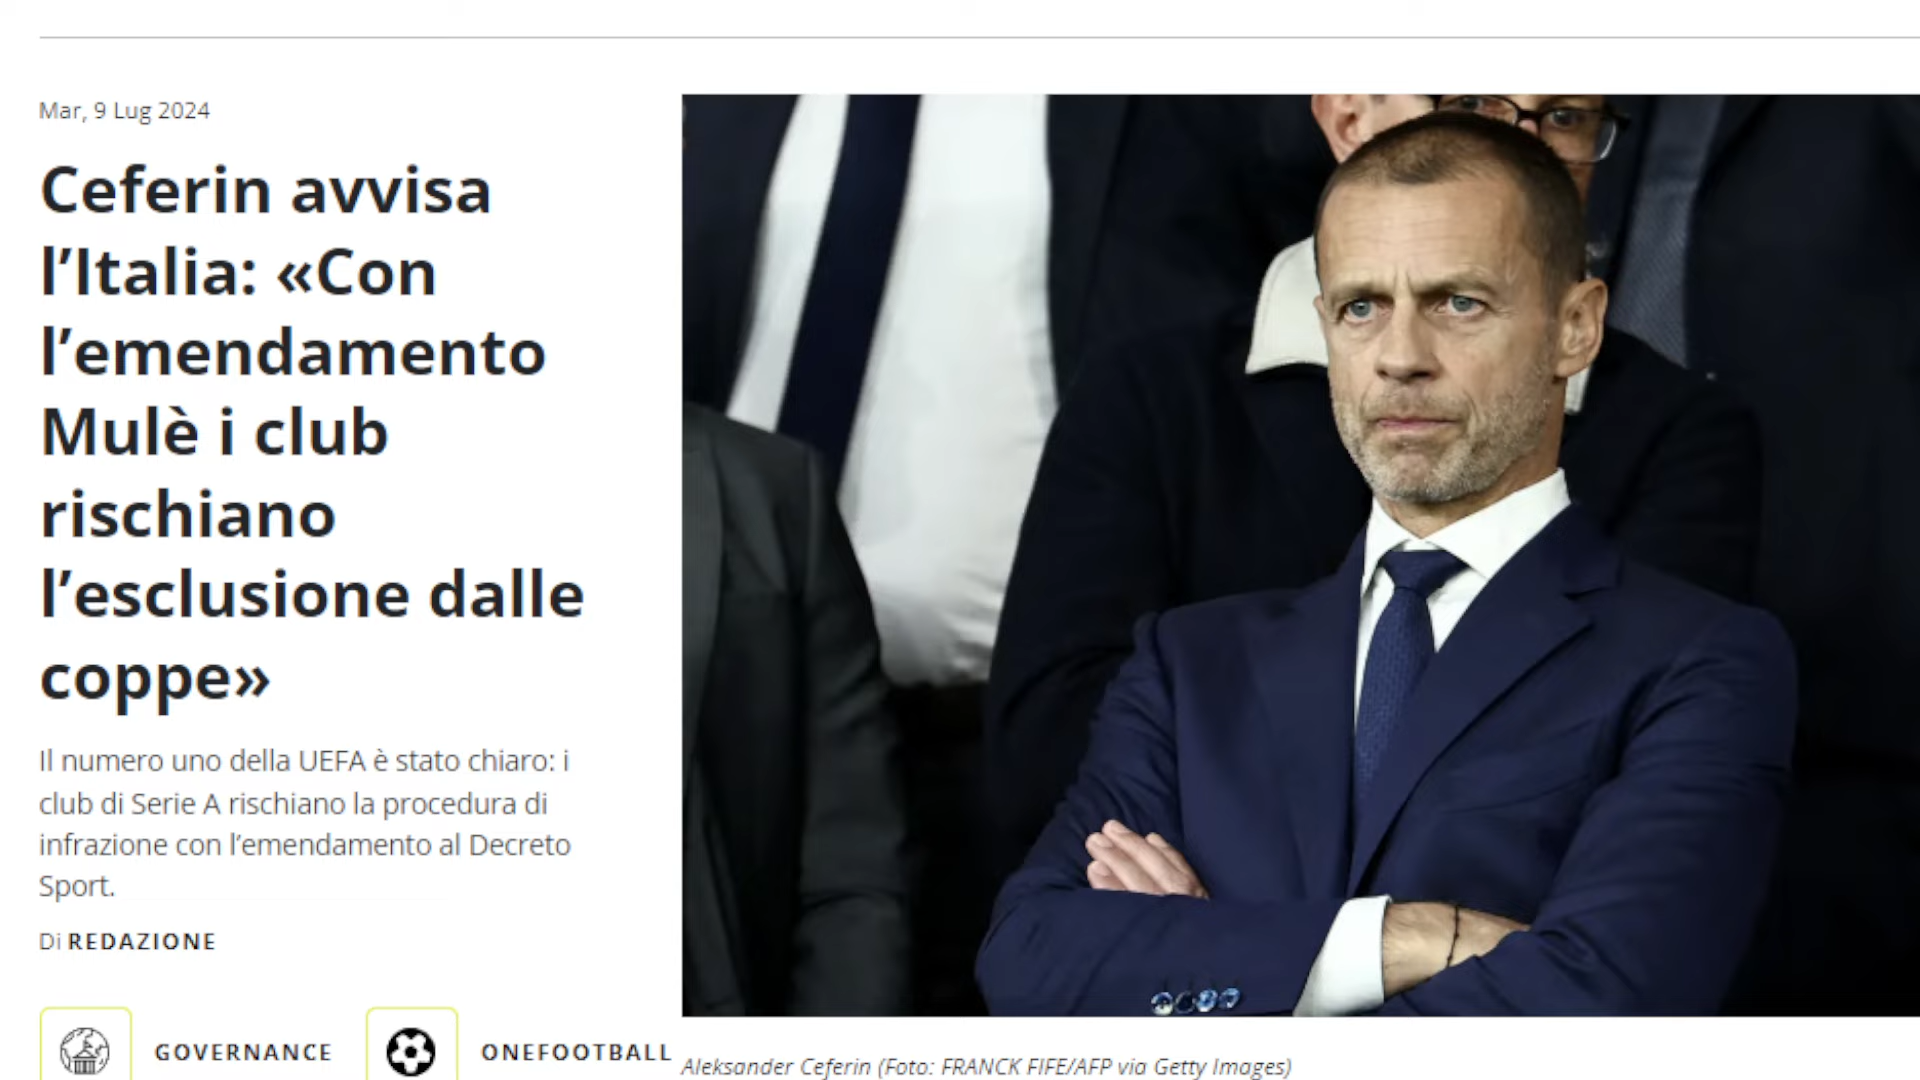 Mar, 9 Lug 2024
Ceferin avvisa
l’Italia: «Con
l’emendamento
Mulè i club
rischiano
l’esclusione dalle
coppe»
Il numero uno della UEFA è stato chiaro: i
club di Serie A rischiano la procedura di
infrazione con l’emendamento al Decreto
Sport.
Di REDAZIONE
GOVERNANCE
ONEFOOTBALL
Aleksander Ceferin (Foto: FRANCK FIFE/AFP via Getty Images)